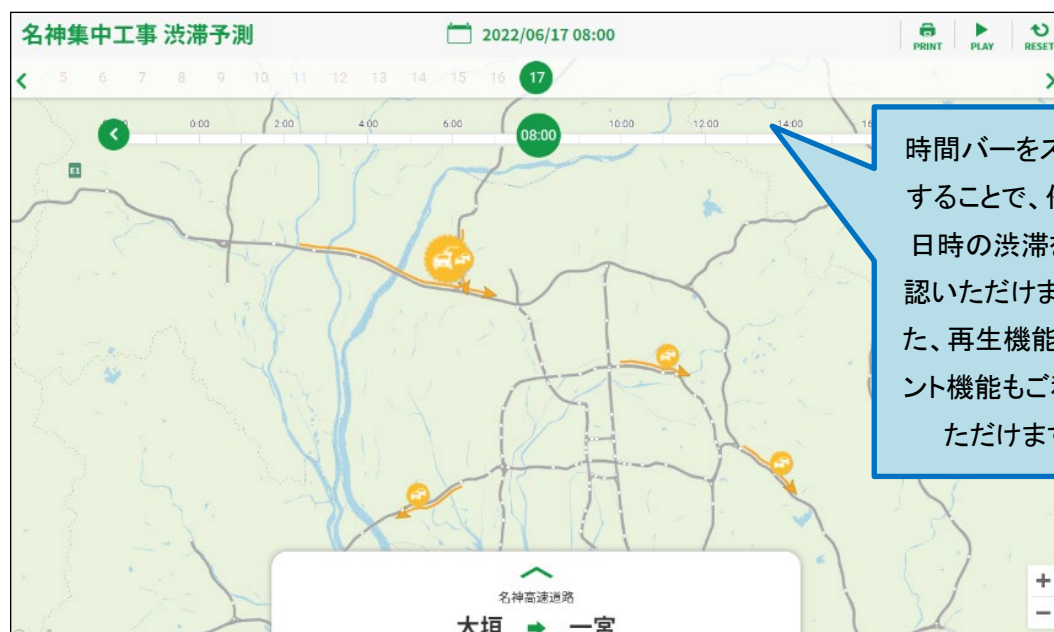 名神集中工事 渋滞予測
2022/06/17 08:00
PRINT PLAY RESET
5 6 7 8 9 10 11 12 13 14 15 16 17
0:00 2:00 4:00 6:00 08:00 10:00 12:00 14:00
E1
時間バーをス
することで、
日時の渋滞
認いただけま
た、再生機能
ント機能もご
ただけます
名神高速道路
大垣 ➡ 一宮
+
−